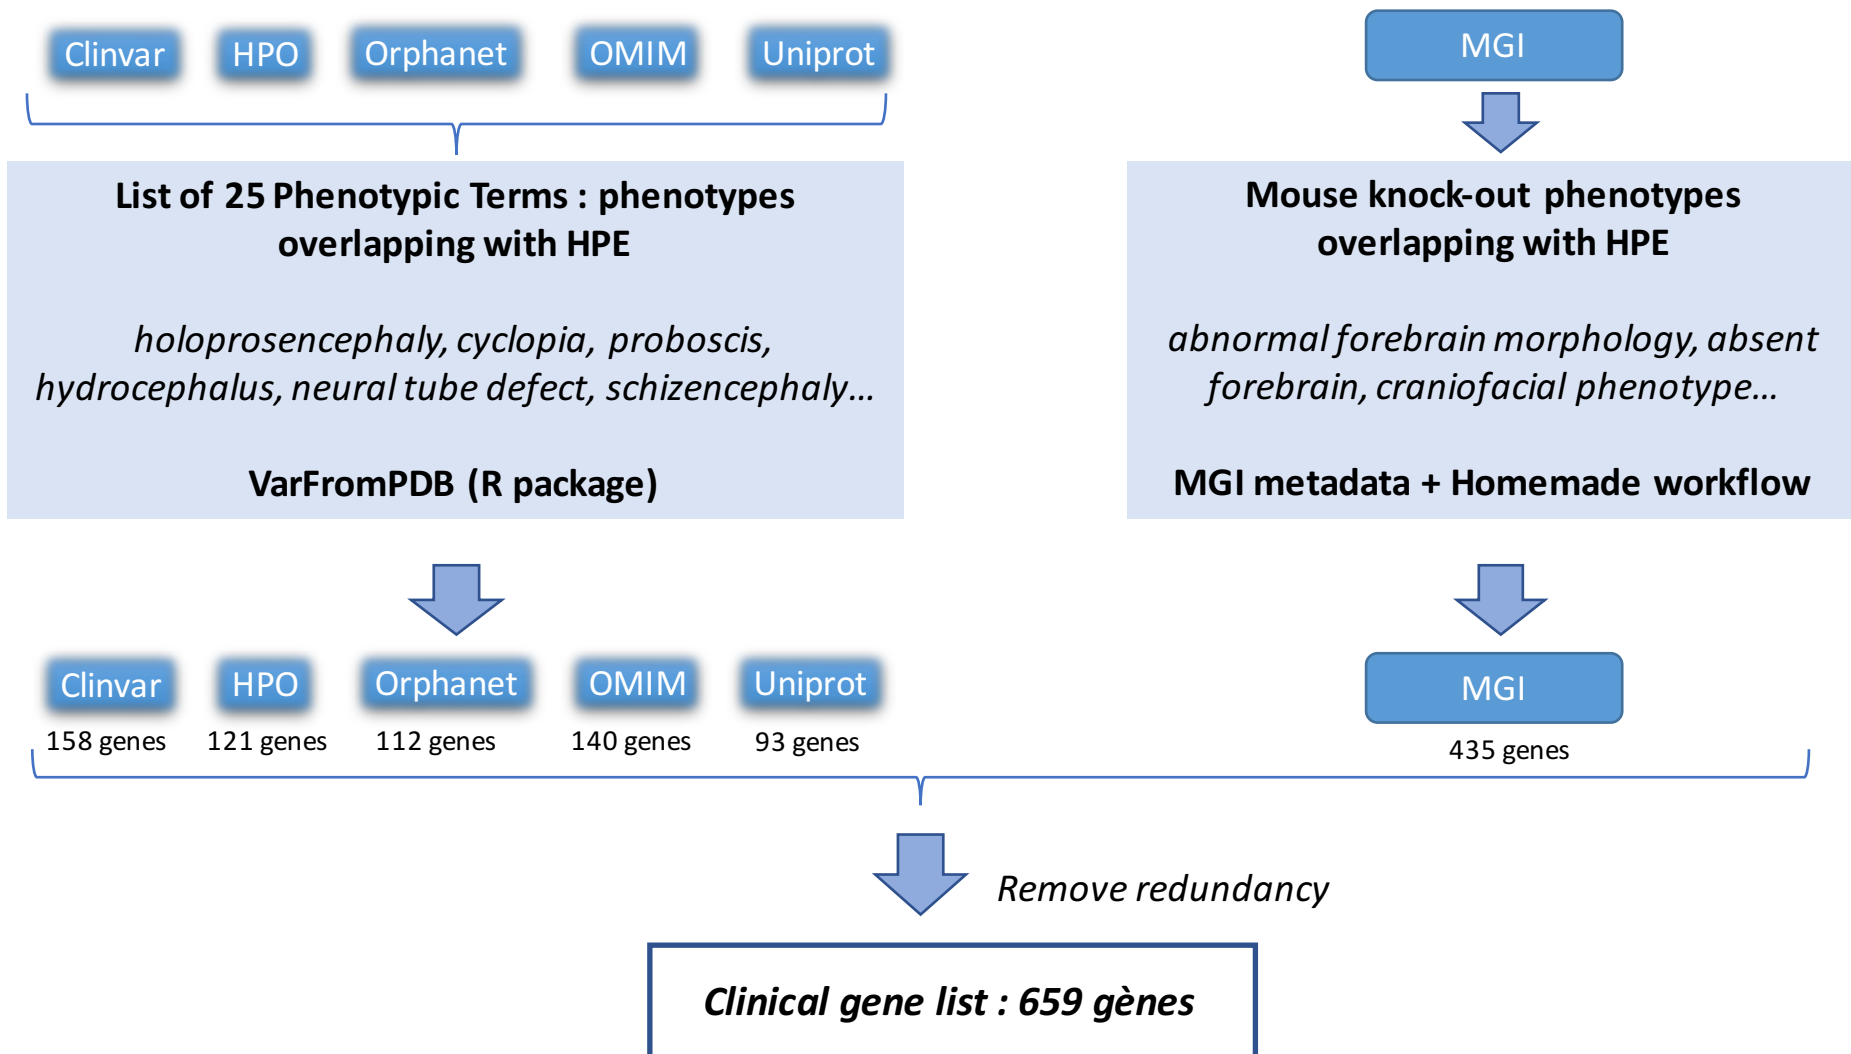 Clinvar HPO Orphanet OMIM Uniprot
MGI
List of 25 Phenotypic Terms : phenotypes
overlapping with HPE
holoprosencephaly, cyclopia, proboscis,
hydrocephalus, neural tube defect, schizencephaly...
VarFromPDB (R package)
Mouse knock-out phenotypes
overlapping with HPE
abnormal forebrain morphology, absent
forebrain, craniofacial phenotype...
MGI metadata + Homemade workflow
Clinvar HPO Orphanet OMIM Uniprot
158 genes 121 genes 112 genes 140 genes 93 genes
MGI
435 genes
Remove redundancy
Clinical gene list : 659 gènes